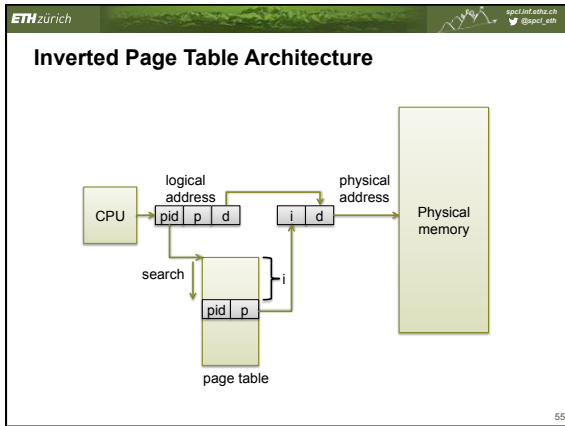 ETH zürich
spcl.inf.ethz.ch
@spcl_eth
Inverted Page Table Architecture
logical
address
physical
address
CPU
pid p d
i d
Physical
memory
search
i
pid p
page table
55